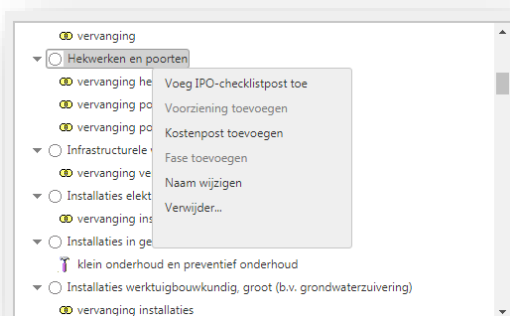 vervanging
Hekwerken en poorten
vervanging he
Voeg IPO-checklistpost toe
vervanging po
Voorziening toevoegen
vervanging po
Kostenpost toevoegen
Infrastructurele
Fase toevoegen
vervanging ve
Naam wijzigen
Installaties elekt
Verwijder...
vervanging ins
Installaties in ge
klein onderhoud en preventief onderhoud
Installaties werktuigbouwkundig, groot (b.v. grondwaterzuivering)
vervanging installaties